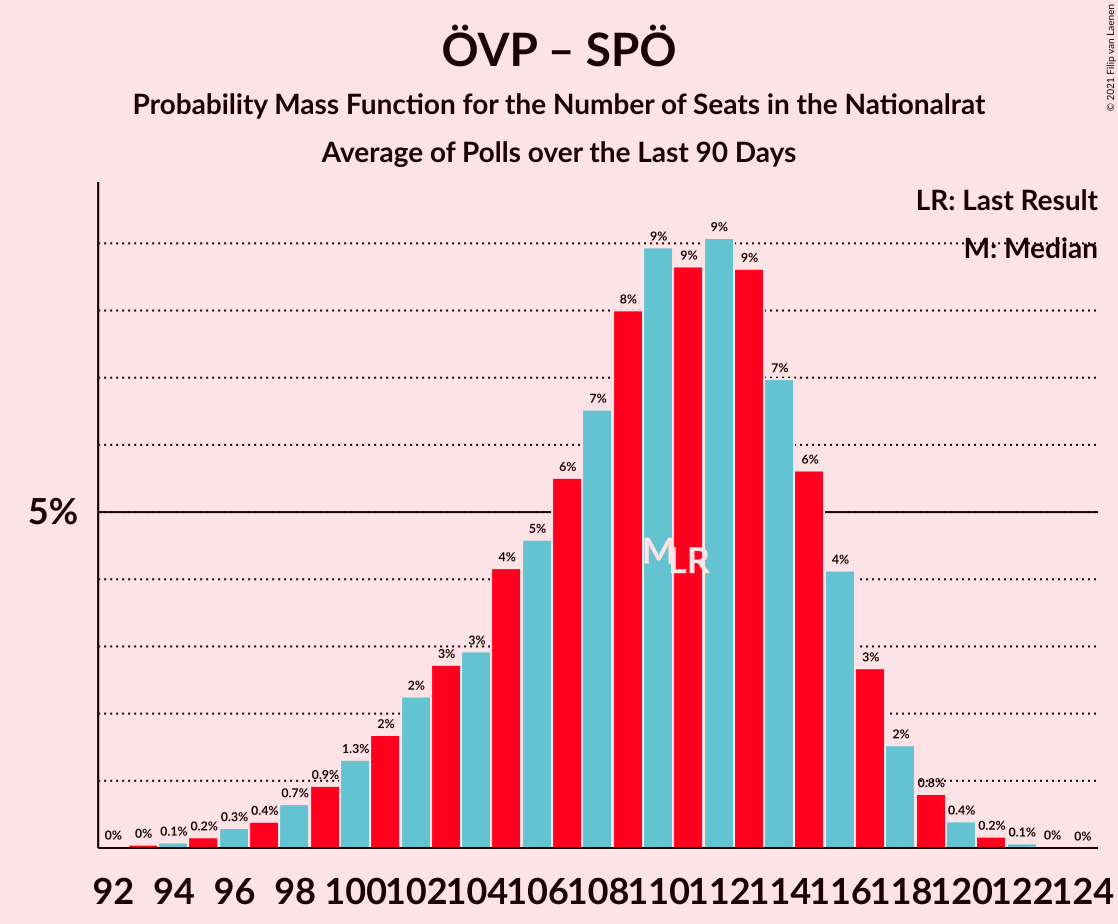 ÖVP – SPÖ
Probability Mass Function for the Number of Seats in the Nationalrat
Average of Polls over the Last 90 Days
© 2021 Filip van Laenen
LR: Last Result
M: Median
5%
0% 0% 0.1% 0.2% 0.3% 0.4% 0.7% 0.9% 1.3% 2% 2% 3% 3% 4% 5% 6% 7% 8% 9% 9% 9% 9% 7% 6% 4% 3% 2% 0.8% 0.4% 0.2% 0.1% 0% 0%
M LR
92 94 96 98 100 102 104 106 108 110 112 114 116 118 120 122 124